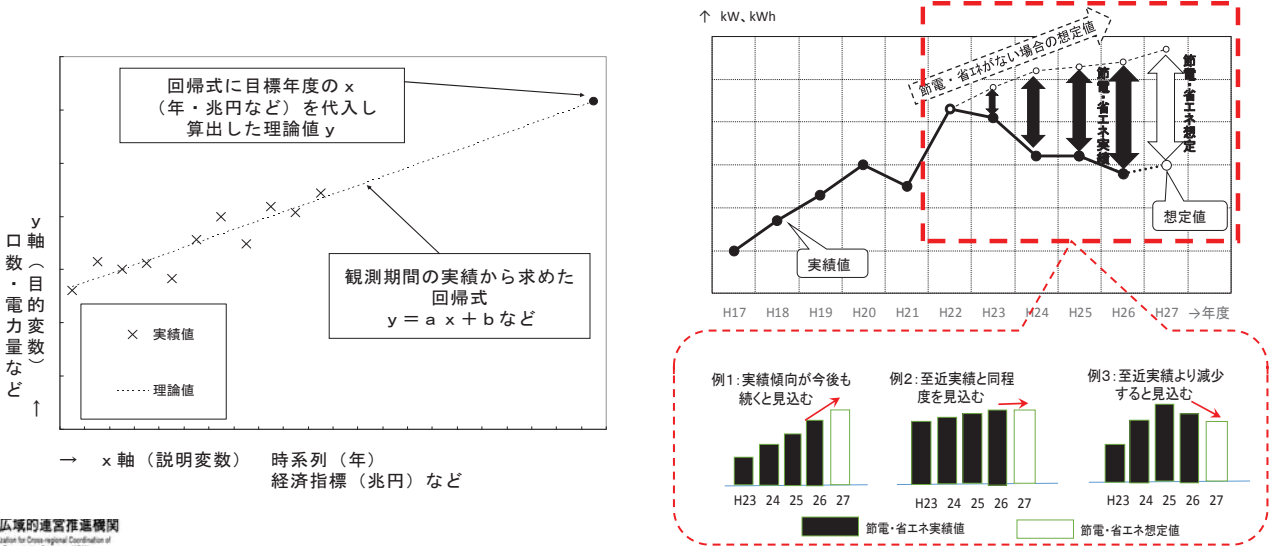 回帰式に目標年度のx
（年・兆円など）を代入し
算出した理論値y
観測期間の実績から求めた
回帰式
y＝ax＋bなど
× 実績値
理論値
y軸（目的変数）→
口数・電力量など
→ x軸（説明変数） 時系列（年）
経済指標（兆円）など
広域的運営推進機関
↑ kW、kWh
節電・省エネがない場合の想定値
節電・省エネ実績
節電・省エネ想定
想定値
実績値
H17 H18 H19 H20 H21 H22 H23 H24 H25 H26 H27 →年度
例1：実績傾向が今後も
続くと見込む
H23 24 25 26 27
例2：至近実績と同程
度を見込む
H23 24 25 26 27
例3：至近実績より減少
すると見込む
H23 24 25 26 27
節電・省エネ実績値
節電・省エネ想定値